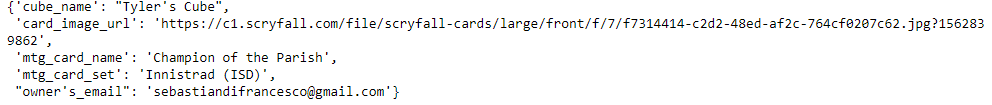 {'cube_name': "Tyler's Cube",
'card_image_url': 'https://c1.scryfall.com/file/scryfall-cards/large/front/f/7/f7314414-c2d2-48ed-af2c-764cf0207c62.jpg?156283
9862',
'mtg_card_name': 'Champion of the Parish',
'mtg_card_set': 'Innistrad (ISD)',
"owner's_email": 'sebastiandifrancesco@gmail.com'}